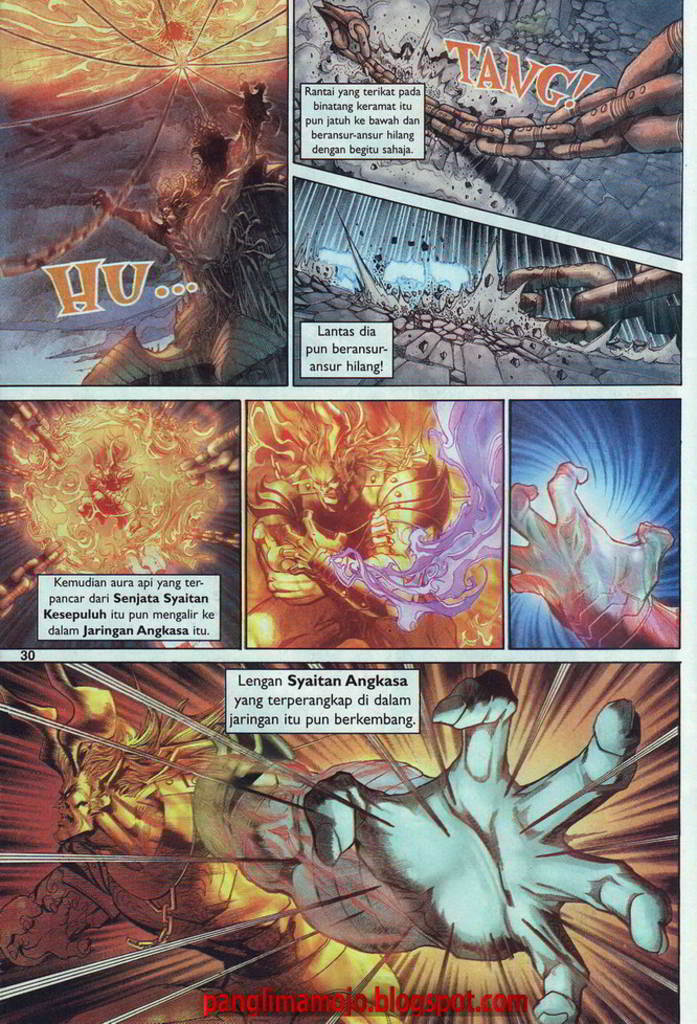 HU...
Rantai yang terikat pada
binatang keramat itu
pun jatuh ke bawah dan
beransur-ansur hilang
dengan begitu sahaja.
TANG!
Lantas dia
pun beransur-
ansur hilang!
Kemudian aura api yang ter-
pancar dari Senjata Syaitan
Kesepuluh itu pun mengalir ke
dalam Jaringan Angkasa itu.
30
Lengan Syaitan Angkasa
yang terperangkap di dalam
jaringan itu pun berkembang.
panglimamojo.blogspot.com